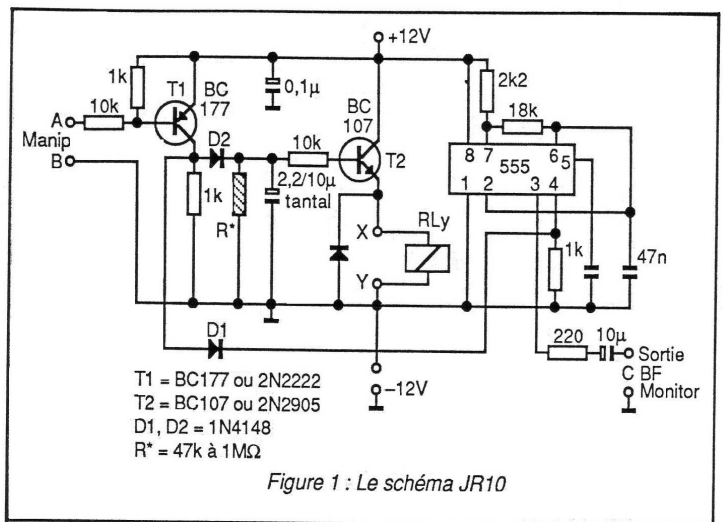 +12V
1k
T1
BC
177
0,1µ
2k2
18k
A
10k
Manip
B
D2
BC
107
10k
T2
8 7 6 5
555
1 2 3 4
1k
R*
2,2/10µ
tantal
X
RLy
Y
1k
47n
D1
220
10µ
Sortie
C BF
Monitor
–12V
T1 = BC177 ou 2N2222
T2 = BC107 ou 2N2905
D1, D2 = 1N4148
R* = 47k à 1MΩ
Figure 1 : Le schéma JR10